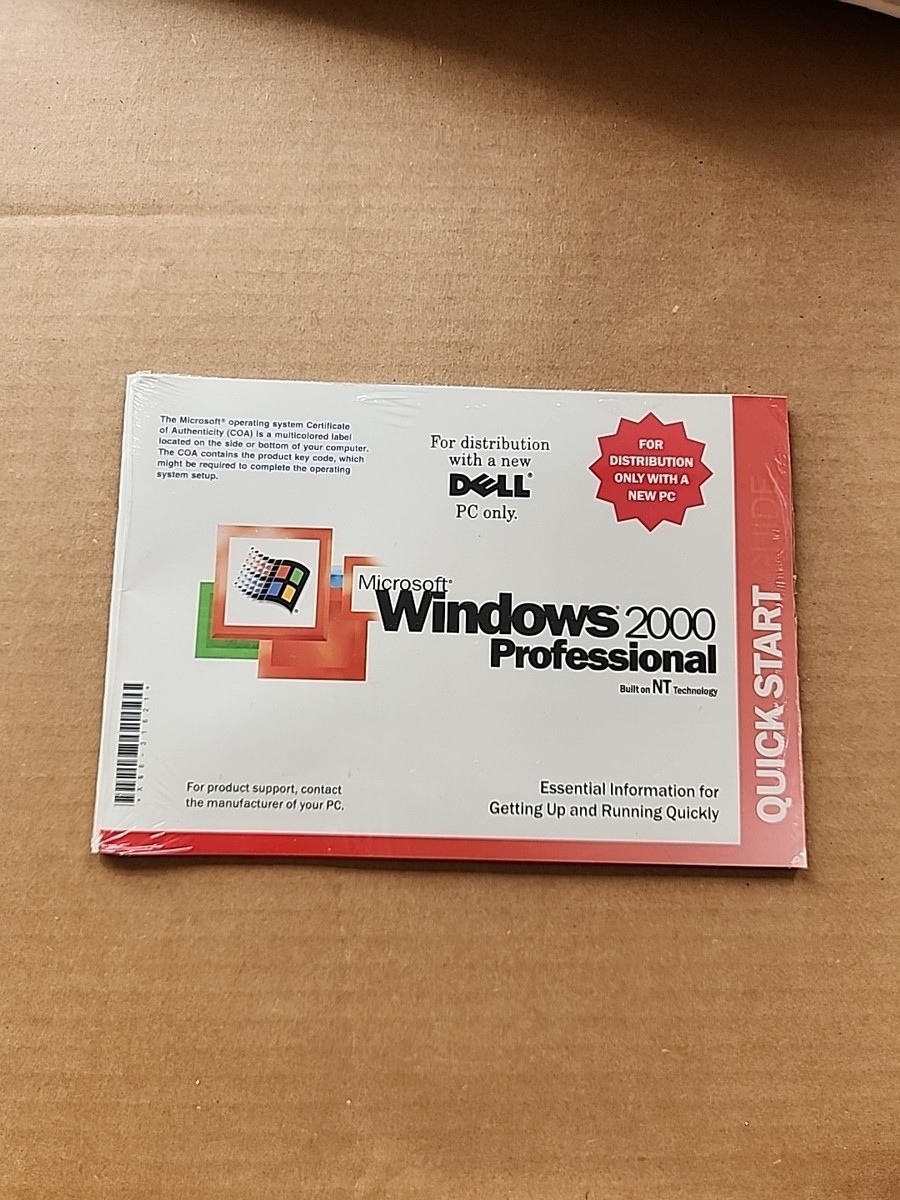 The Microsoft® operating system Certificate
of Authenticity (COA) is a multicolored label
located on the side or bottom of your computer.
The COA contains the product key code, which
might be required to complete the operating
system setup.
For distribution
with a new
DELL®
PC only.
FOR
DISTRIBUTION
ONLY WITH A
NEW PC
Microsoft®
Windows® 2000
Professional
Built on NT Technology
For product support, contact
the manufacturer of your PC.
Essential Information for
Getting Up and Running Quickly
QUICK START GUIDE